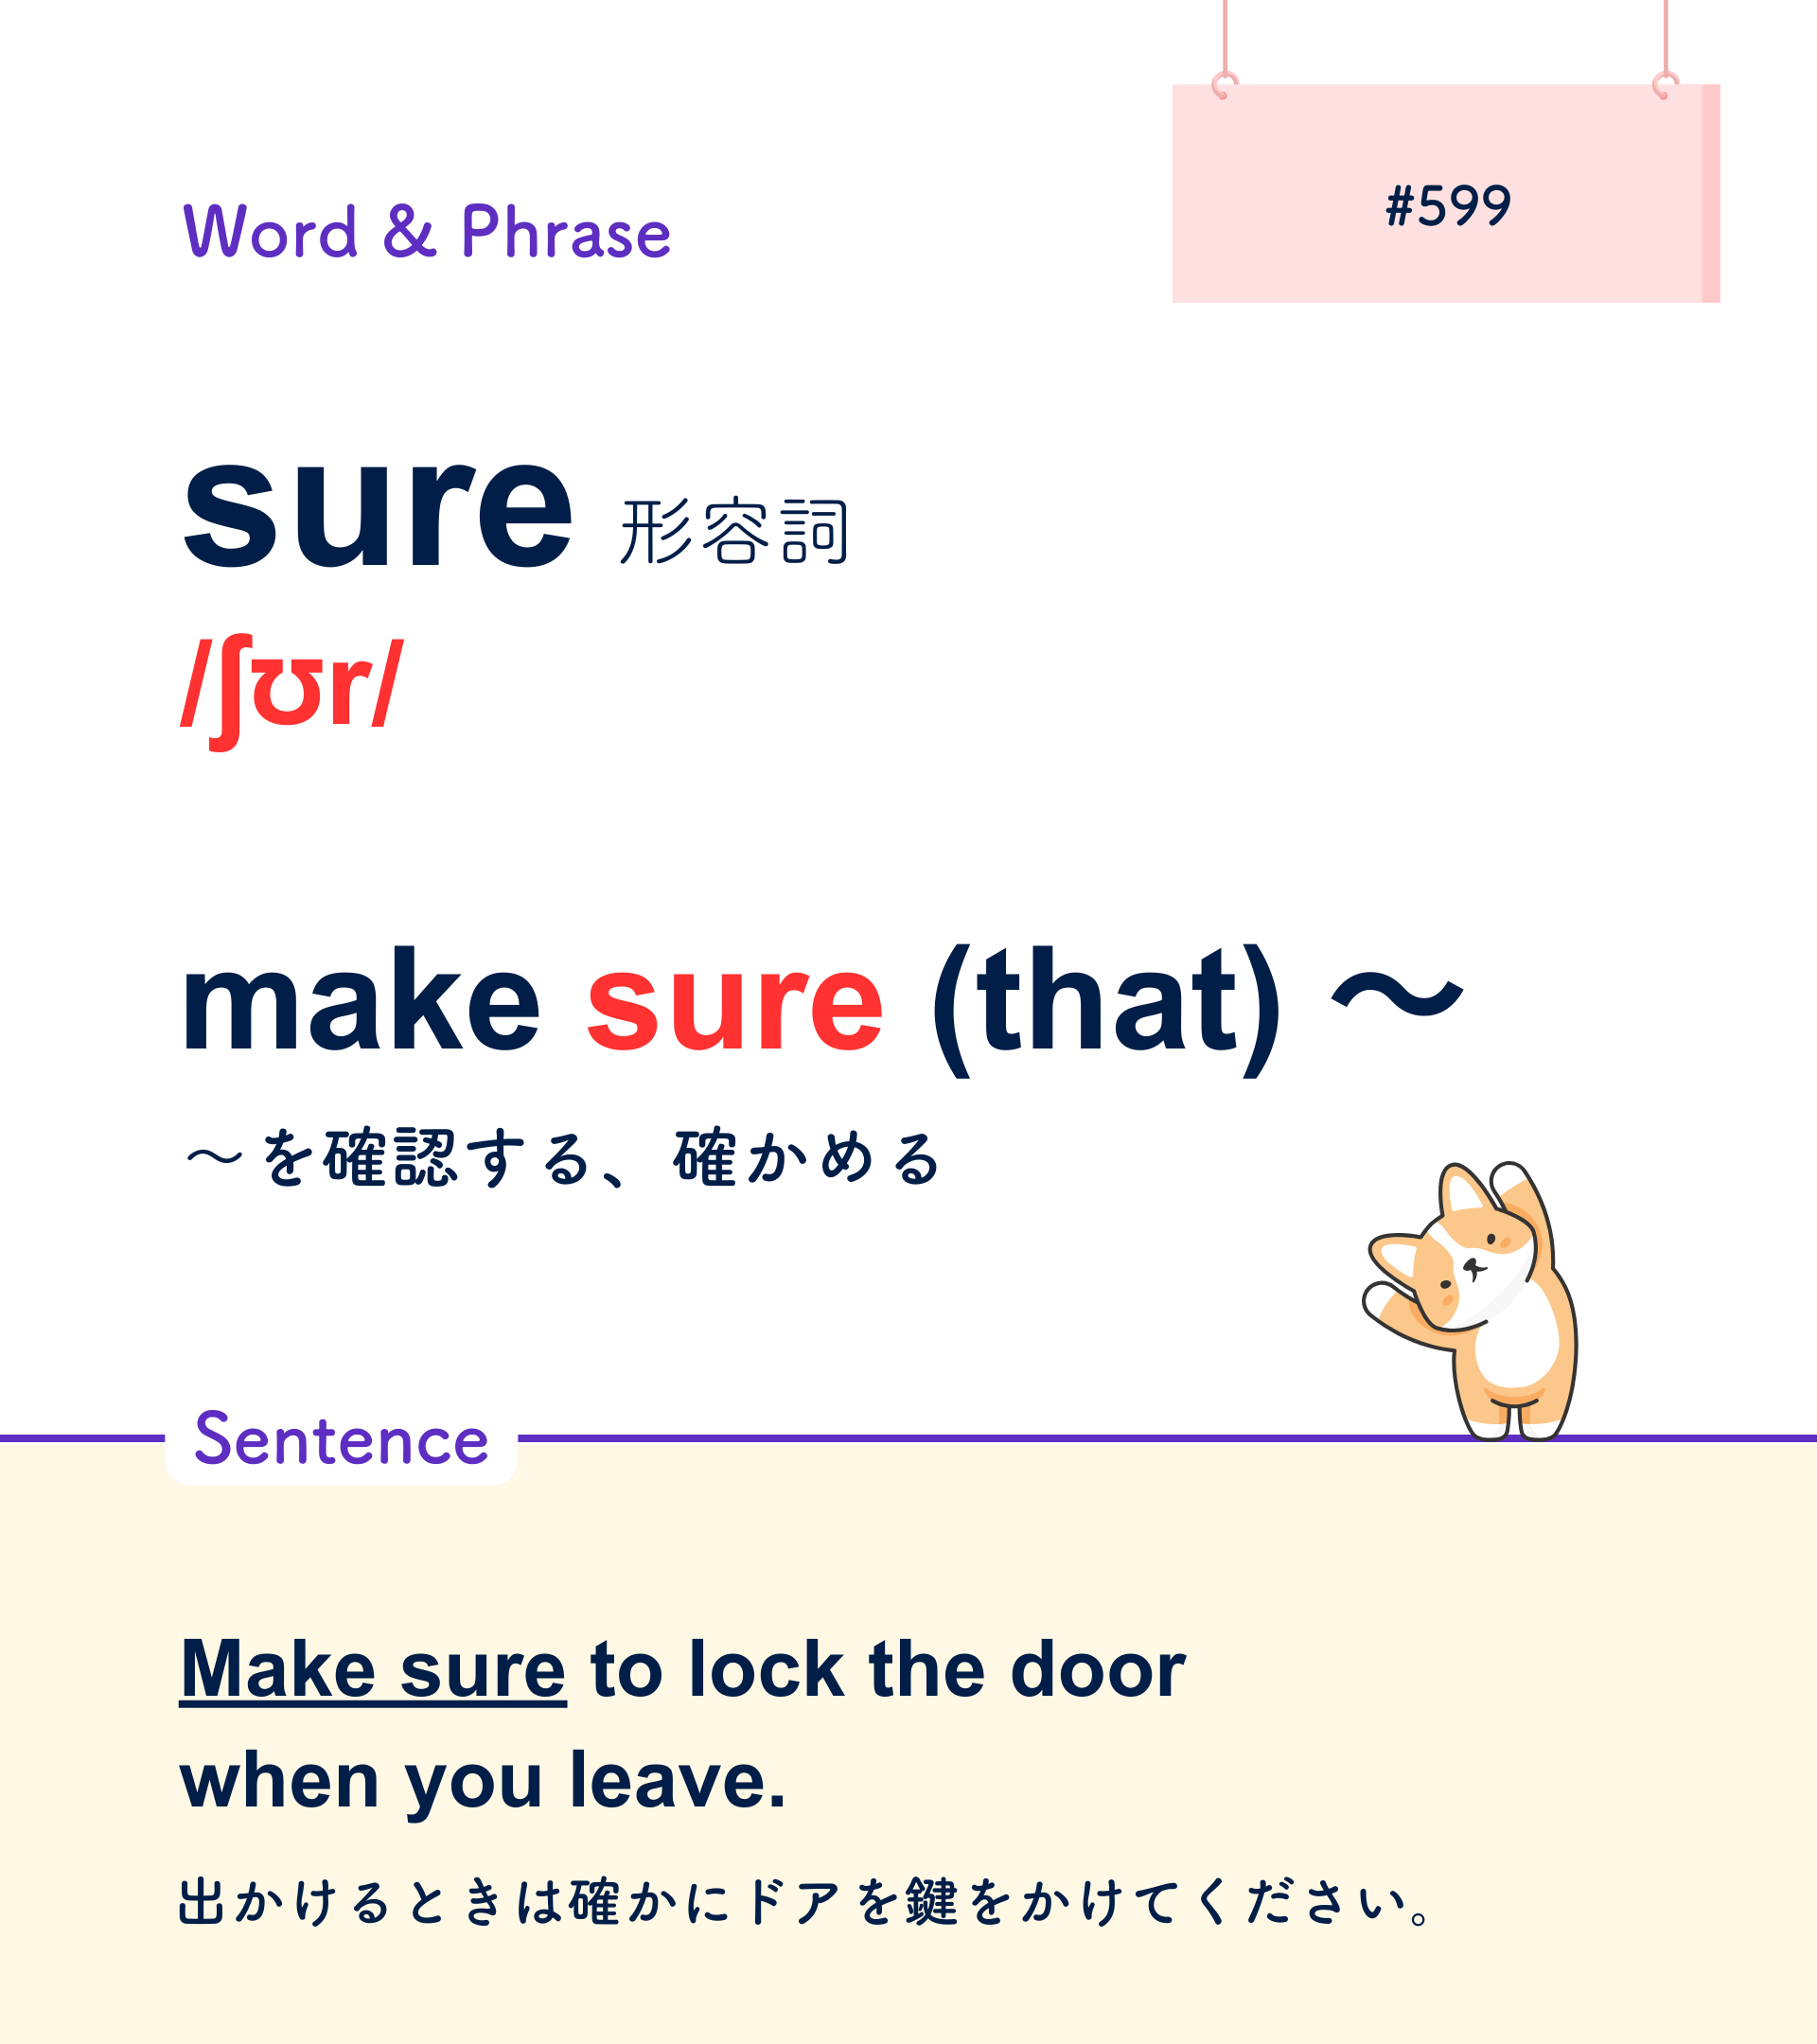 #599
Word & Phrase
sure 形容詞
/ʃʊr/
make sure (that) 〜
〜 を確認する、確かめる
Sentence
Make sure to lock the door
when you leave.
出かけるときは確かにドアを鍵をかけてください。